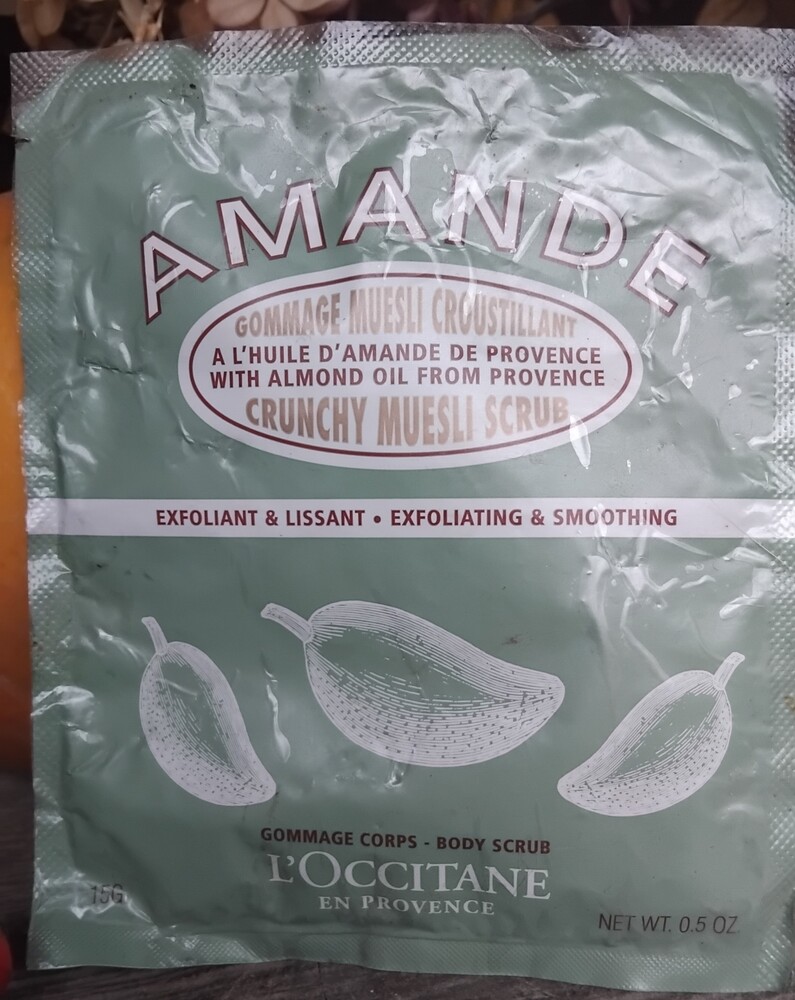 AMANDE
GOMMAGE MUESLI CROUSTILLANT
A L'HUILE D'AMANDE DE PROVENCE
WITH ALMOND OIL FROM PROVENCE
CRUNCHY MUESLI SCRUB
EXFOLIANT & LISSANT • EXFOLIATING & SMOOTHING
GOMMAGE CORPS - BODY SCRUB
L'OCCITANE
EN PROVENCE
15G
NET WT. 0.5 OZ.